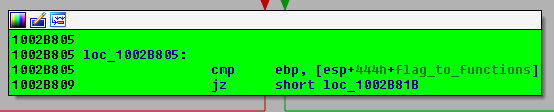 1002B805
1002B805 loc_1002B805:
1002B805 cmp ebp, [esp+444h+flag_to_functions]
1002B809 jz short loc_1002B81B